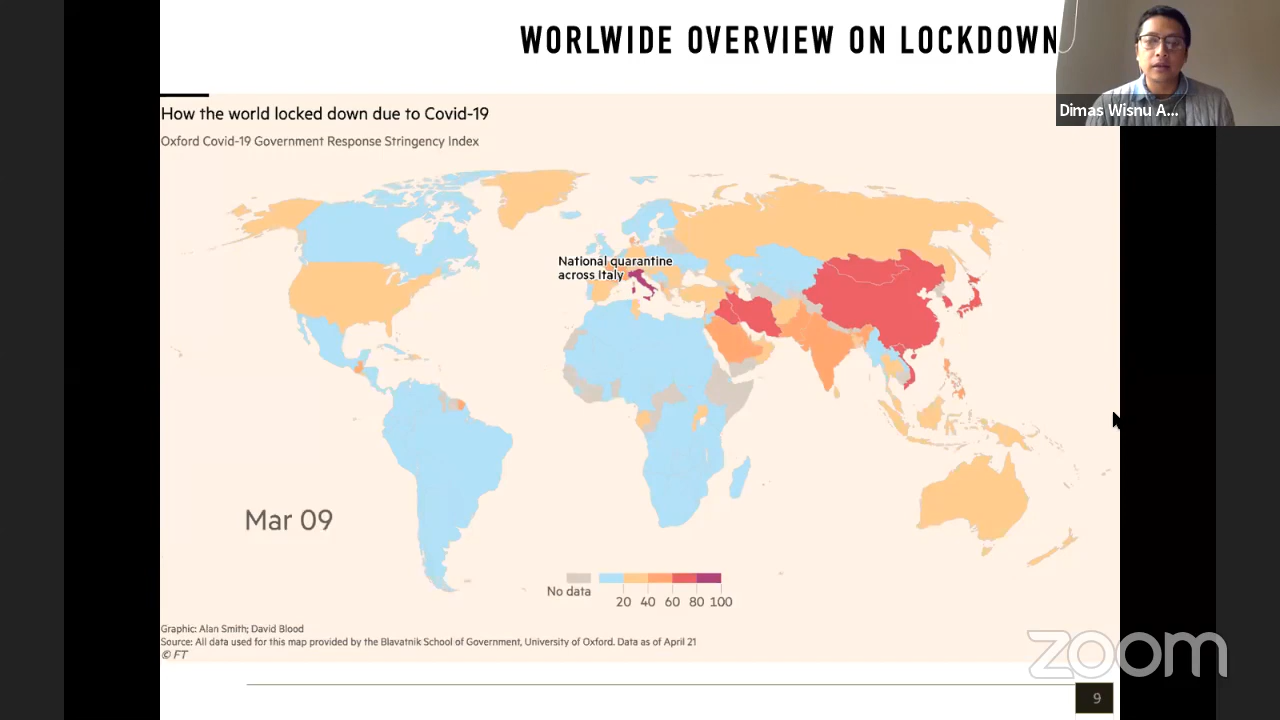 WORLWIDE OVERVIEW ON LOCKDOWN
Dimas Wisnu A...
How the world locked down due to Covid-19
Oxford Covid-19 Government Response Stringency Index
National quarantine
across Italy
Mar 09
No data
20 40 60 80 100
Graphic: Alan Smith; David Blood
Source: All data used for this map provided by the Blavatnik School of Government, University of Oxford. Data as of April 21
© FT
zoom
9